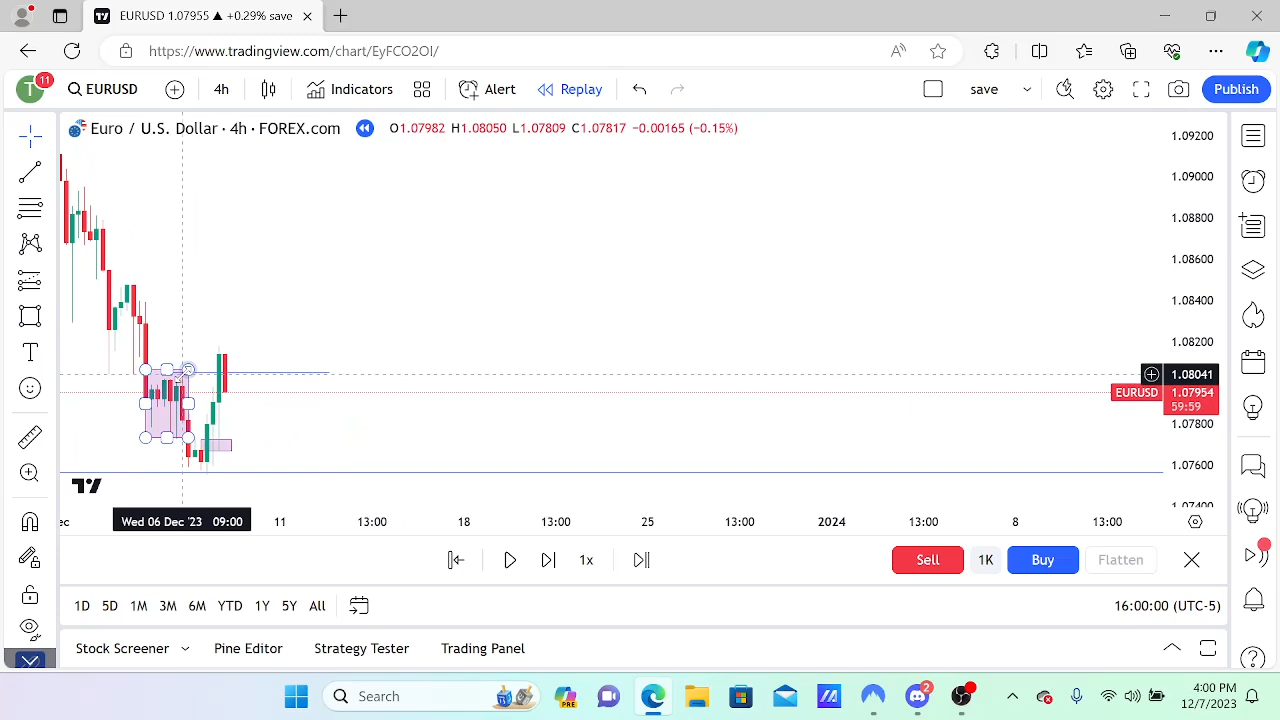 EURUSD 1.07955 ▲ +0.29% save
https://www.tradingview.com/chart/EyFCO2OI/
T 11 EURUSD 4h Indicators Alert Replay save Publish
Euro / U.S. Dollar · 4h · FOREX.com O1.07982 H1.08050 L1.07809 C1.07817 −0.00165 (−0.15%)
1.09200
1.09000
1.08800
1.08600
1.08400
1.08200
1.08041
EURUSD 1.07954
59:59
1.07800
1.07600
1.07400
ec Wed 06 Dec '23 09:00 11 13:00 18 13:00 25 13:00 2024 13:00 8 13:00
1x Sell 1K Buy Flatten
1D 5D 1M 3M 6M YTD 1Y 5Y All 16:00:00 (UTC-5)
Stock Screener Pine Editor Strategy Tester Trading Panel
Search PRE 2 4:00 PM
12/7/2023